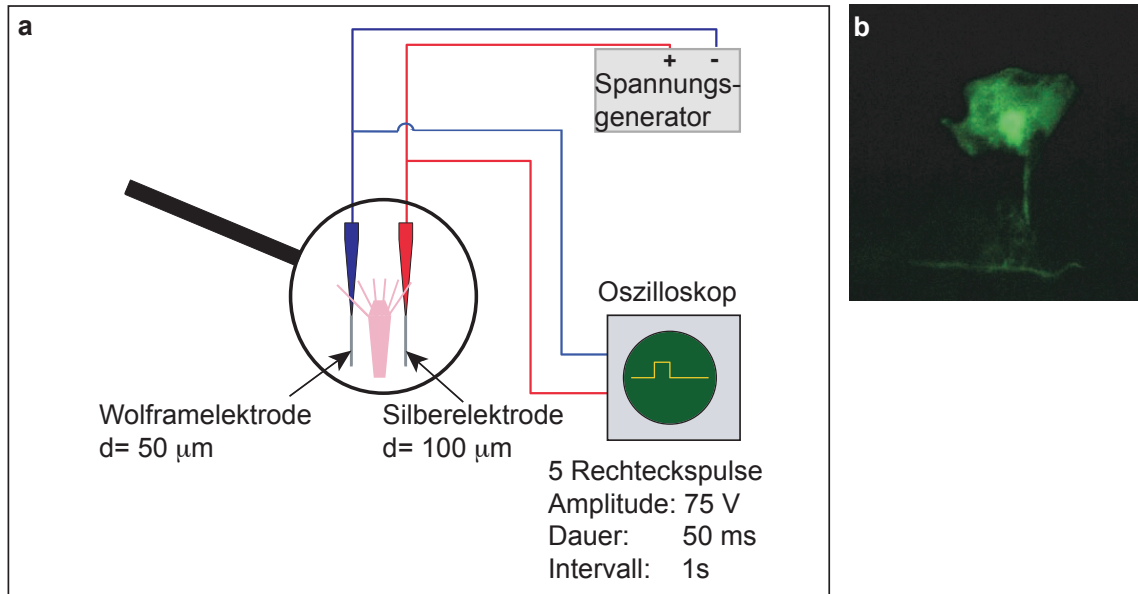 a
+ -
Spannungs-
generator
Oszilloskop
Wolframelektrode
d= 50 μm
Silberelektrode
d= 100 μm
5 Rechteckspulse
Amplitude: 75 V
Dauer: 50 ms
Intervall: 1s
b